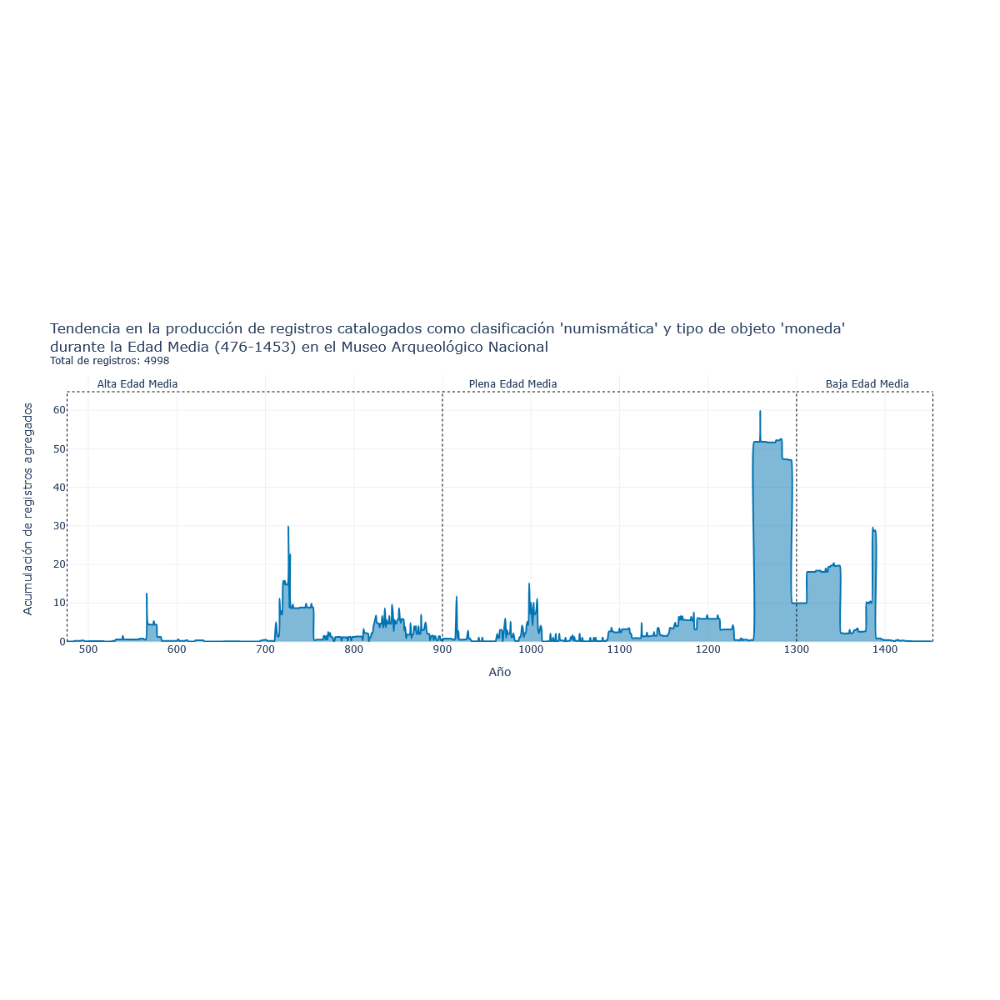 Tendencia en la producción de registros catalogados como clasificación 'numismática' y tipo de objeto 'moneda'
durante la Edad Media (476-1453) en el Museo Arqueológico Nacional
Total de registros: 4998
Alta Edad Media
Plena Edad Media
Baja Edad Media
Acumulación de registros agregados
60
50
40
30
20
10
0
500
600
700
800
900
1000
1100
1200
1300
1400
Año